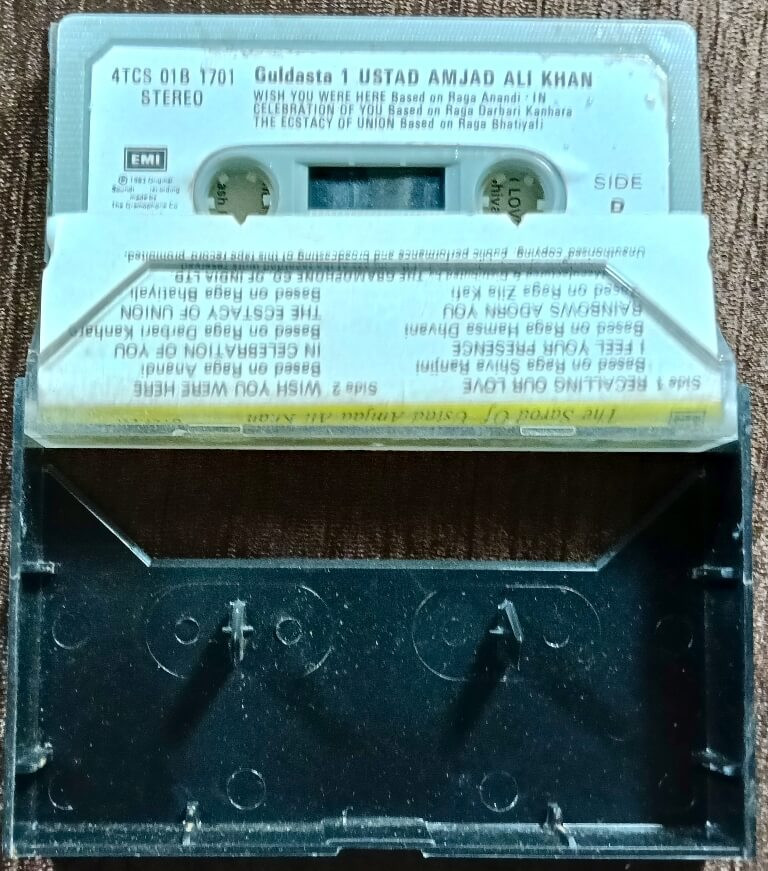 4TCS 01B 1701
STEREO
Guldasta 1 USTAD AMJAD ALI KHAN
WISH YOU WERE HERE Based on Raga Anandi · IN
CELEBRATION OF YOU Based on Raga Darbari Kanhara
THE ECSTACY OF UNION Based on Raga Bhatiyali
EMI
SIDE
The Sarod Of Ustad Amjad Ali Khan
Side 1 RECALLING OUR LOVE
Based on Raga Shiva Ranjini
I FEEL YOUR PRESENCE
Based on Raga Hamsa Dhvani
RAINBOWS ADORN YOU
Based on Raga Zila Kafi
Side 2 WISH YOU WERE HERE
Based on Raga Anandi
IN CELEBRATION OF YOU
Based on Raga Darbari Kanhara
THE ECSTACY OF UNION
Based on Raga Bhatiyali
THE GRAMOPHONE CO. OF INDIA LTD
Unauthorised copying, public performance and broadcasting of this tape record prohibited.